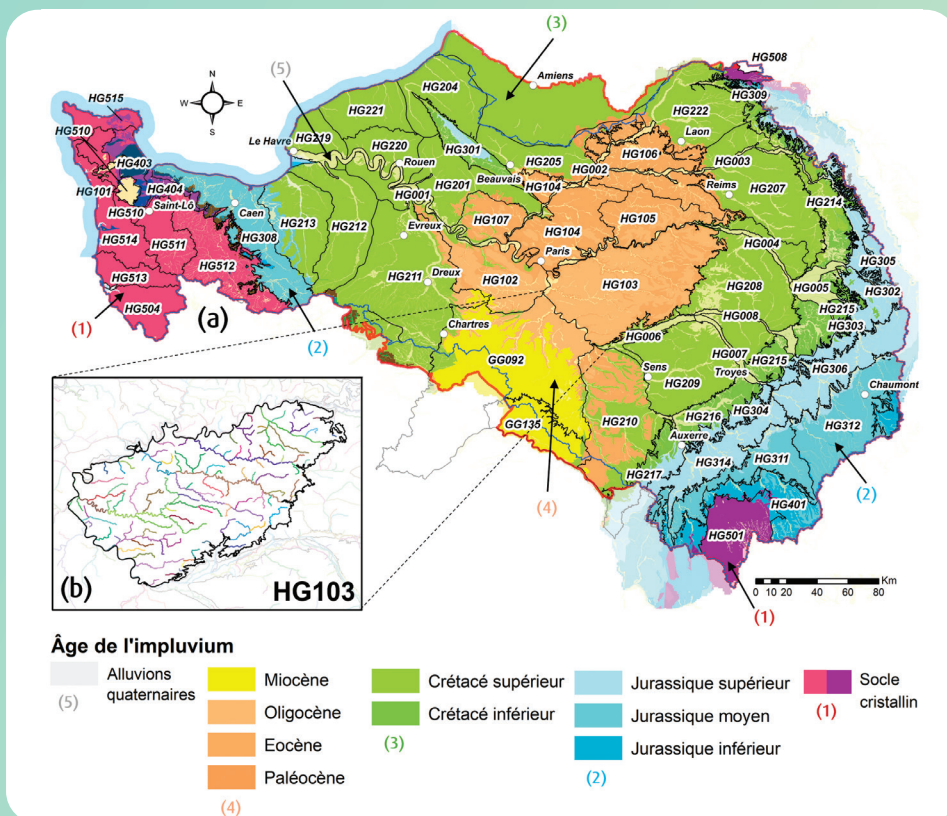 (3)
(5)
Amiens
HG508
HG515
HG204
HG309
HG510
HG221
HG222
Le Havre
HG219
Laon
HG403
HG220
HG301
HG106
HG003
HG101
HG404
Rouen
HG205
HG002
HG207
HG510
Saint-Lô
Caen
HG201
Beauvais
HG104
Reims
HG214
HG001
HG213
HG212
HG107
HG105
HG514
HG511
HG308
Evreux
HG104
HG004
HG305
HG512
Paris
HG513
HG211
Dreux
HG102
HG103
HG208
HG005
HG302
HG504
HG215
HG303
(1)
(a)
(2)
Chartres
HG006
HG008
GG092
Sens
HG007
HG215
HG306
Troyes
HG209
Chaumont
GG135
HG210
HG216
HG304
HG312
Auxerre
HG311
HG217
HG314
(2)
(4)
HG401
HG501
(1)
N
W
E
S
0 10 20 40 60 80
Km
(b)
HG103
Âge de l'impluvium
Alluvions
quaternaires
(5)
Miocène
Oligocène
Eocène
Paléocène
(4)
Crétacé supérieur
Crétacé inférieur
(3)
Jurassique supérieur
Jurassique moyen
Jurassique inférieur
(2)
Socle
cristallin
(1)